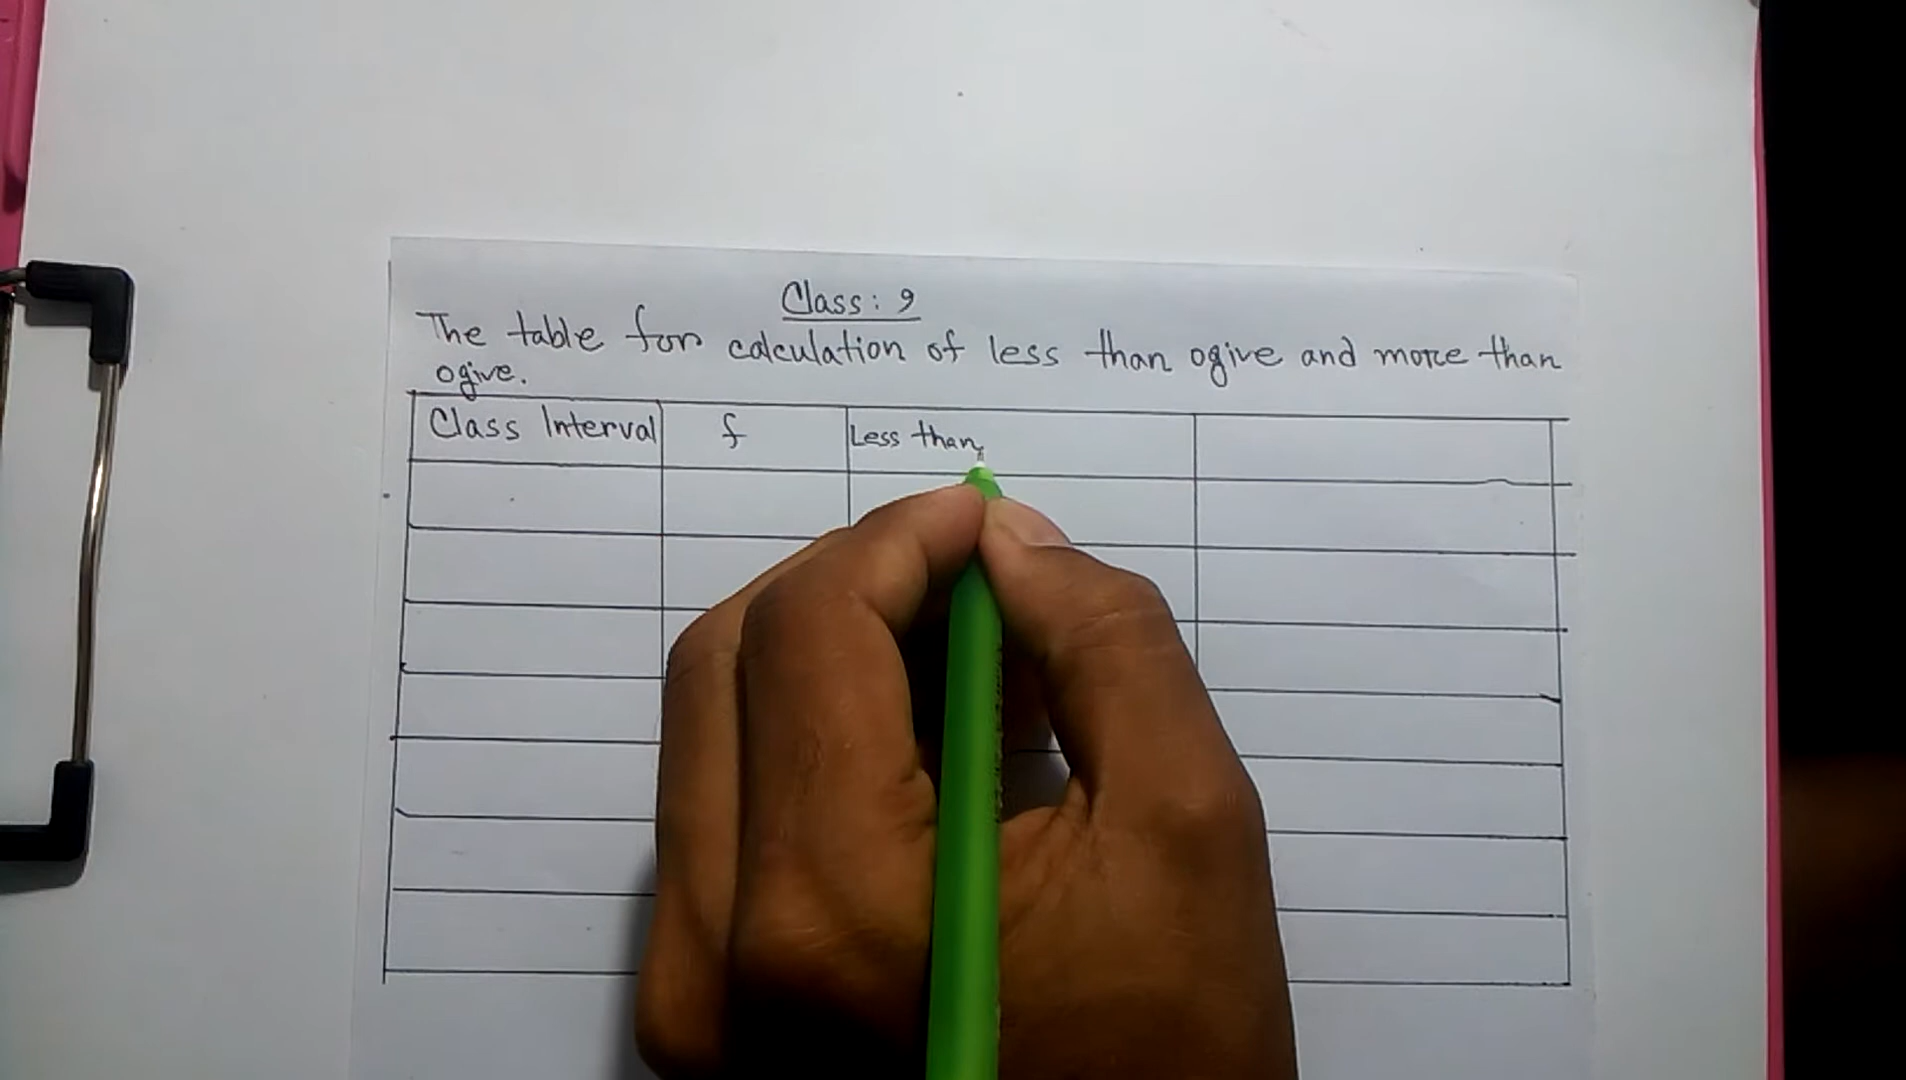 Class : 9
The table for calculation of less than ogive and more than
ogive.
Class Interval f Less than